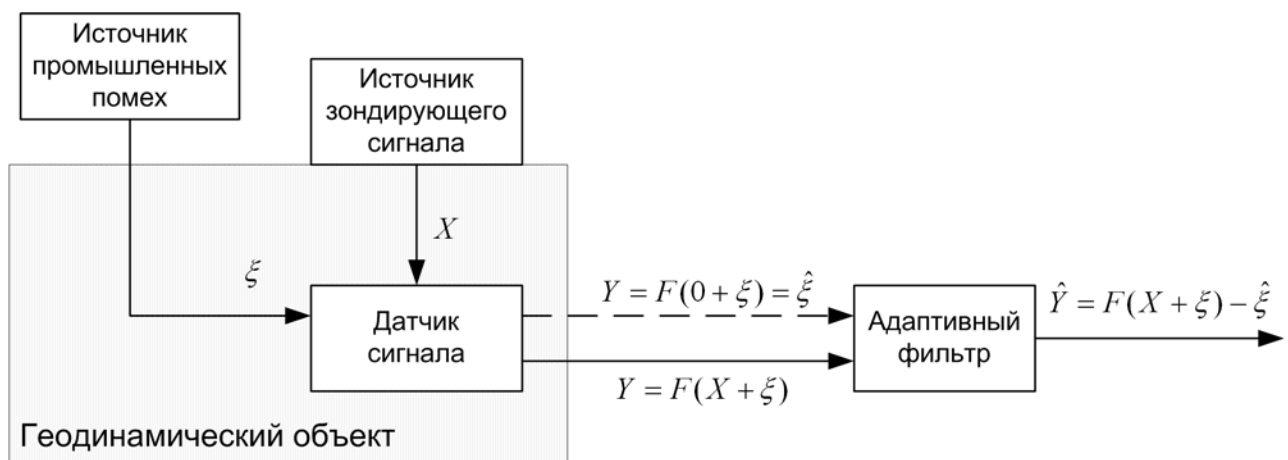 Источник
промышленных
помех
Источник
зондирующего
сигнала
X
ξ
Датчик
сигнала
Y = F(0 + ξ) = ξ̂
Y = F(X + ξ)
Адаптивный
фильтр
Ŷ = F(X + ξ) − ξ̂
Геодинамический объект